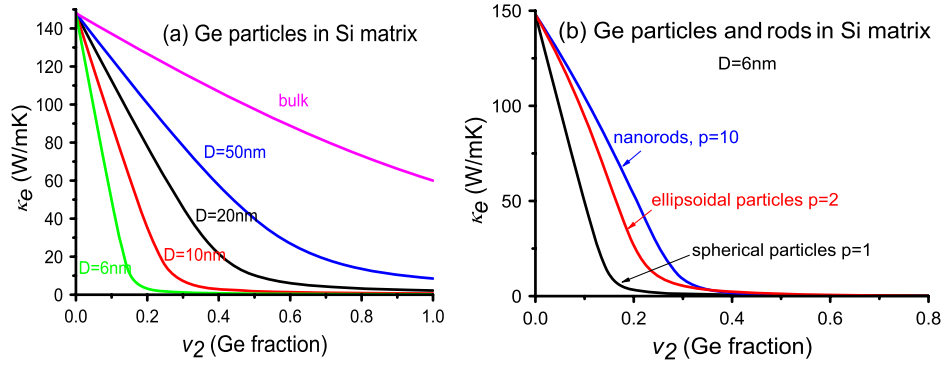 (a) Ge particles in Si matrix
κe (W/mK)
140
120
100
80
60
40
20
0
bulk
D=50nm
D=20nm
D=10nm
D=6nm
0.0 0.2 0.4 0.6 0.8 1.0
v2 (Ge fraction)
(b) Ge particles and rods in Si matrix
D=6nm
κe (W/mK)
150
100
50
0
nanorods, p=10
ellipsoidal particles p=2
spherical particles p=1
0.0 0.2 0.4 0.6 0.8
v2 (Ge fraction)